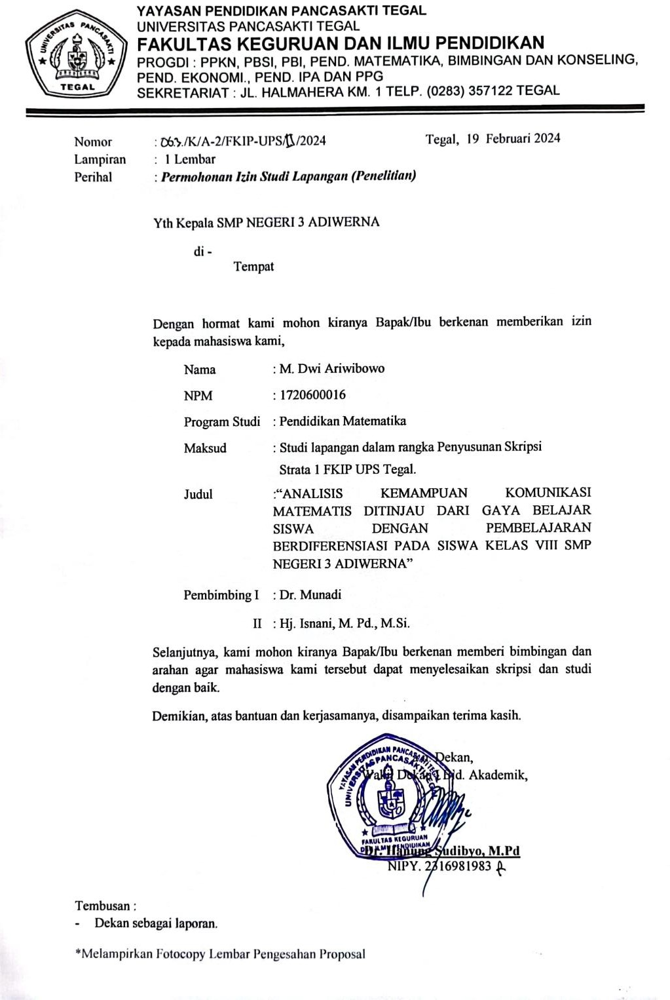 YAYASAN PENDIDIKAN PANCASAKTI TEGAL
UNIVERSITAS PANCASAKTI TEGAL
FAKULTAS KEGURUAN DAN ILMU PENDIDIKAN
PROGDI : PPKN, PBSI, PBI, PEND. MATEMATIKA, BIMBINGAN DAN KONSELING,
PEND. EKONOMI., PEND. IPA DAN PPG
SEKRETARIAT : JL. HALMAHERA KM. 1 TELP. (0283) 357122 TEGAL
UNIVERSITAS PANCASAKTI
TEGAL
Nomor : 063./K/A-2/FKIP-UPS/II/2024 Tegal, 19 Februari 2024
Lampiran : 1 Lembar
Perihal : Permohonan Izin Studi Lapangan (Penelitian)
Yth Kepala SMP NEGERI 3 ADIWERNA
di -
Tempat
Dengan hormat kami mohon kiranya Bapak/Ibu berkenan memberikan izin
kepada mahasiswa kami,
Nama : M. Dwi Ariwibowo
NPM : 1720600016
Program Studi : Pendidikan Matematika
Maksud : Studi lapangan dalam rangka Penyusunan Skripsi
Strata 1 FKIP UPS Tegal.
Judul :“ANALISIS KEMAMPUAN KOMUNIKASI
MATEMATIS DITINJAU DARI GAYA BELAJAR
SISWA DENGAN PEMBELAJARAN
BERDIFERENSIASI PADA SISWA KELAS VIII SMP
NEGERI 3 ADIWERNA”
Pembimbing I : Dr. Munadi
II : Hj. Isnani, M. Pd., M.Si.
Selanjutnya, kami mohon kiranya Bapak/Ibu berkenan memberi bimbingan dan
arahan agar mahasiswa kami tersebut dapat menyelesaikan skripsi dan studi
dengan baik.
Demikian, atas bantuan dan kerjasamanya, disampaikan terima kasih.
Dekan,
Wakil Dekan I Bid. Akademik,
YAYASAN PENDIDIKAN PANCASAKTI TEGAL
UNIVERSITAS PANCASAKTI TEGAL
FAKULTAS KEGURUAN
DAN ILMU PENDIDIKAN
Dr. Hanung Sudibyo, M.Pd
NIPY. 2316981983
Tembusan :
- Dekan sebagai laporan.
*Melampirkan Fotocopy Lembar Pengesahan Proposal